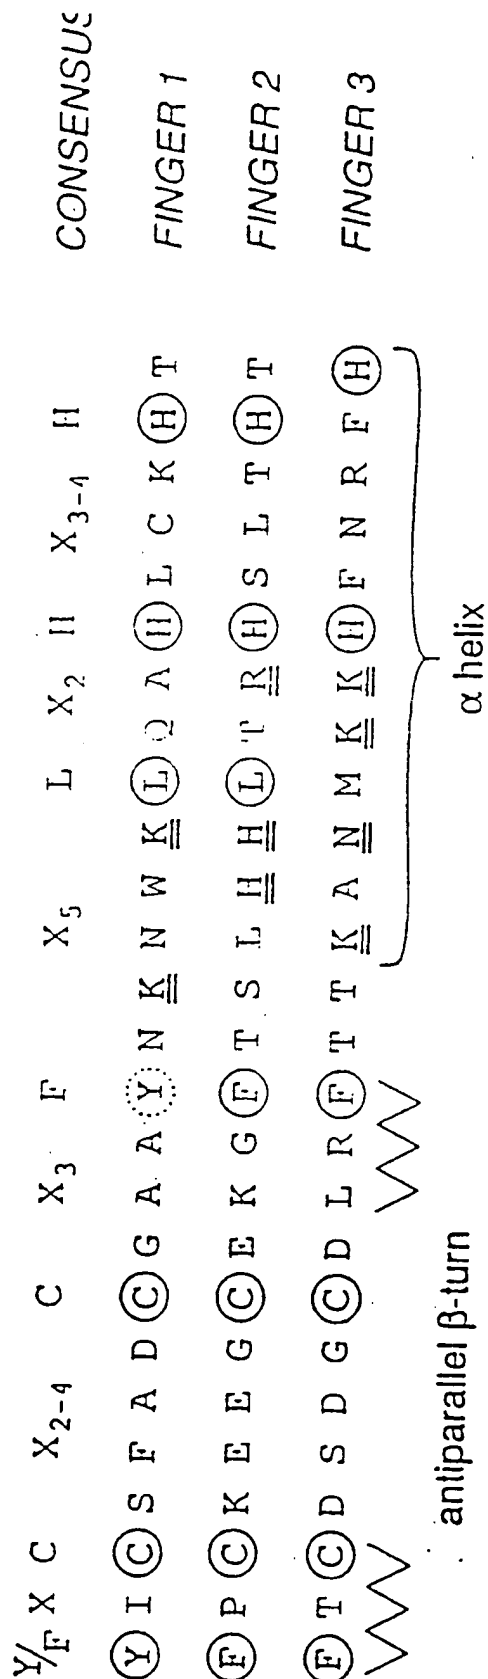 Y/F X C X2-4 C X3 F X5 L X2 H X3-4 H CONSENSUS
Y I C S F A D C G A A Y N K N W K L Q A H L C K H T FINGER 1
F P C K E E G C E K G F T S L H H L T R H S L T H T FINGER 2
F T C D S D G C D L R F T T K A N M K K H F N R F H FINGER 3
antiparallel β-turn
α helix